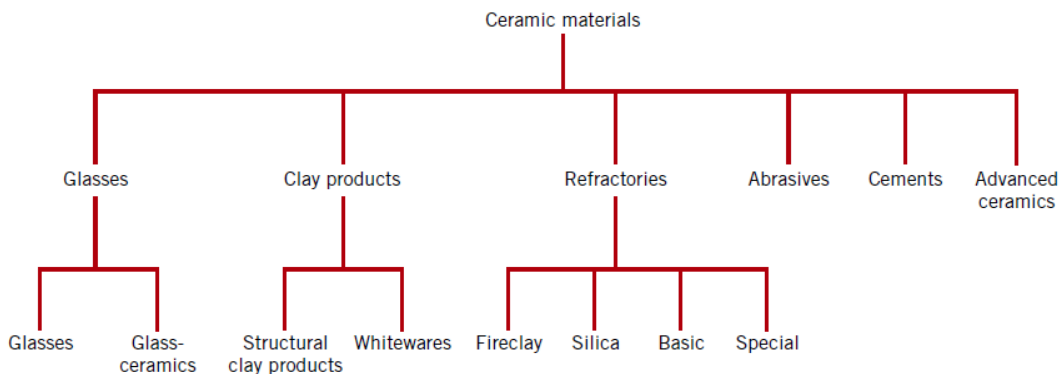 Ceramic materials
Glasses
Clay products
Refractories
Abrasives
Cements
Advanced
ceramics
Glasses
Glass-
ceramics
Structural
clay products
Whitewares
Fireclay
Silica
Basic
Special